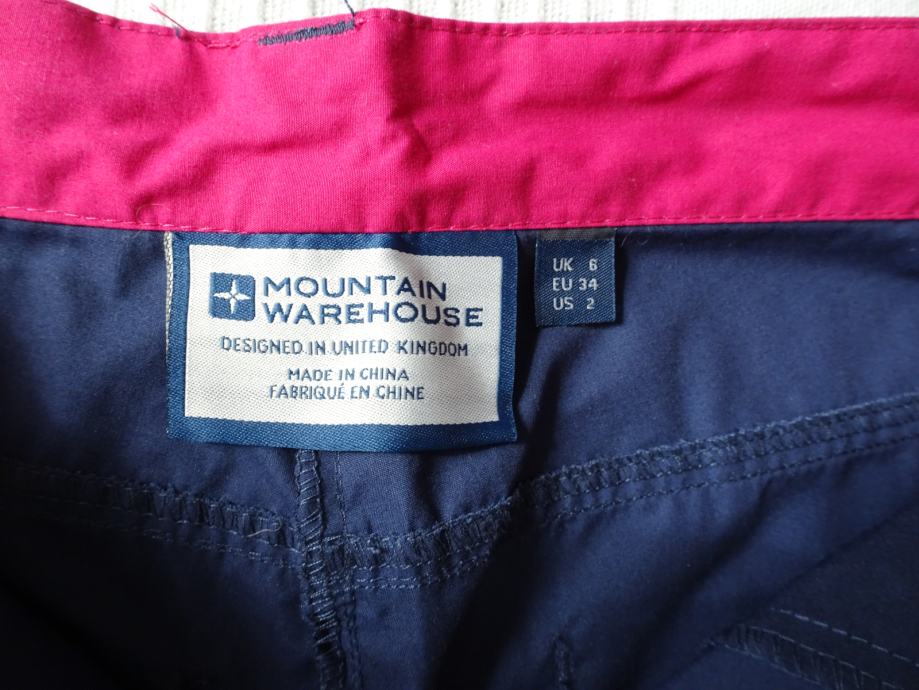 MOUNTAIN
WAREHOUSE
DESIGNED IN UNITED KINGDOM
MADE IN CHINA
FABRIQUÉ EN CHINE
UK 6
EU 34
US 2